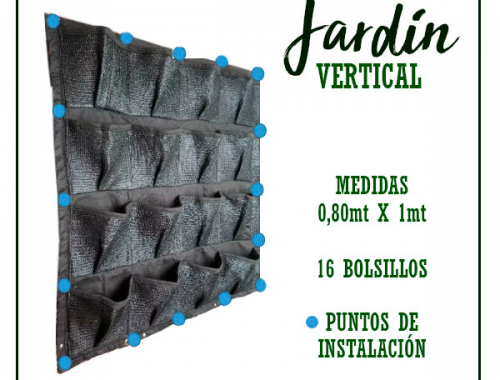 Jardín
VERTICAL
MEDIDAS
0,80mt X 1mt
16 BOLSILLOS
PUNTOS DE
INSTALACIÓN